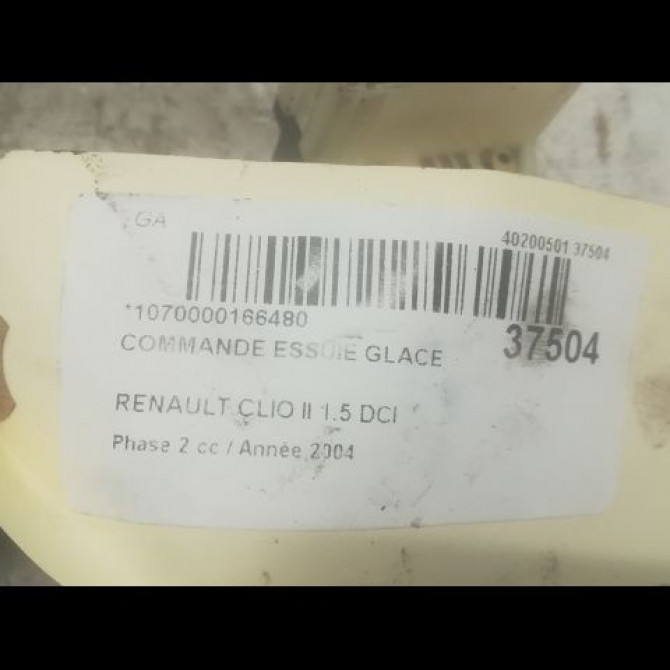 GA
40200501 37504
*1070000166480
37504
COMMANDE ESSUIE GLACE
RENAULT CLIO II 1.5 DCI
Phase 2 cc / Année 2004